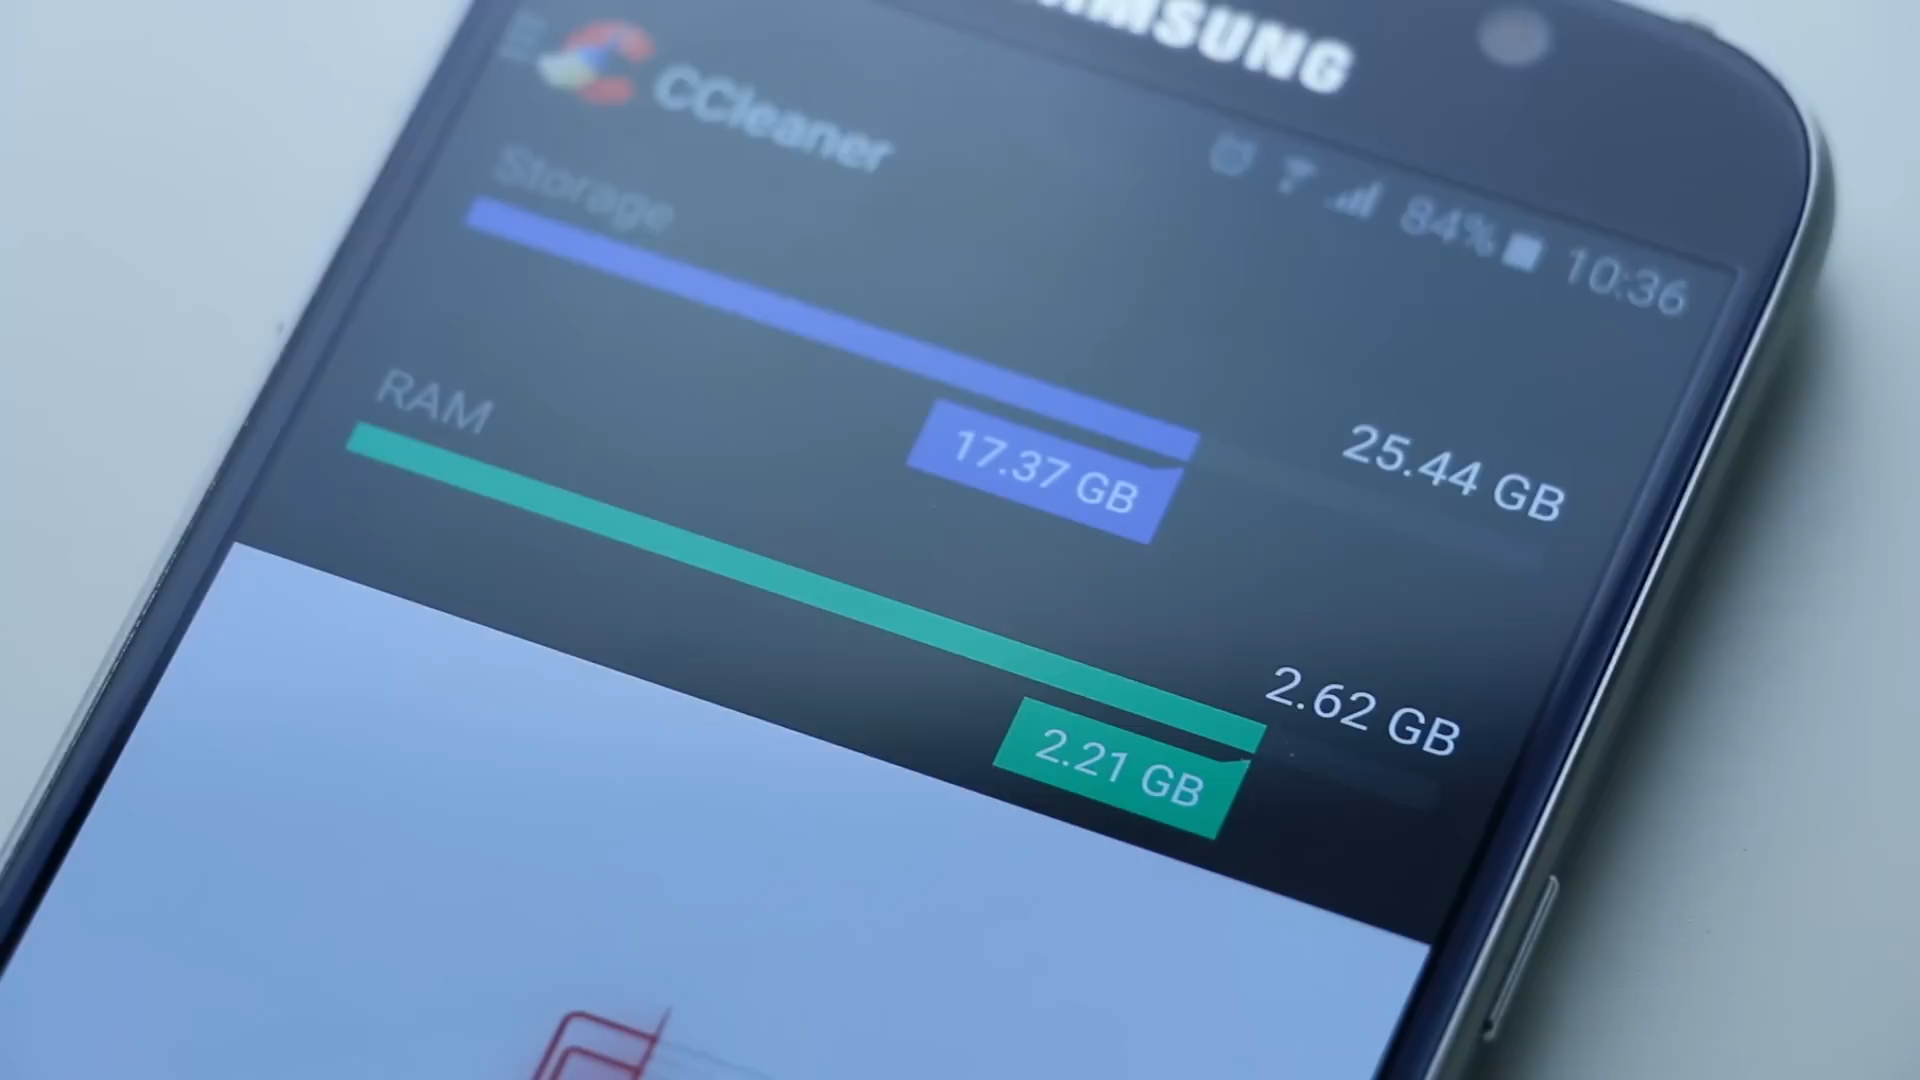 SAMSUNG
84% 10:36
CCleaner
Storage
25.44 GB
17.37 GB
RAM
2.62 GB
2.21 GB